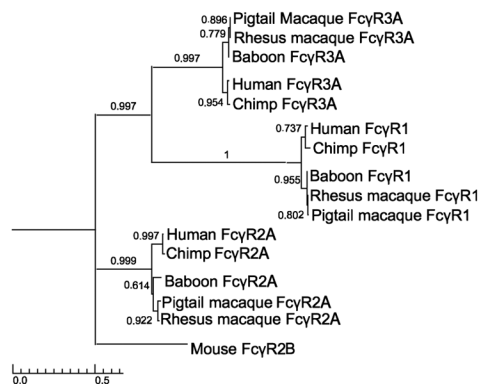 0.896 Pigtail Macaque FcγR3A
0.779 Rhesus macaque FcγR3A
Baboon FcγR3A
0.997
Human FcγR3A
0.954 Chimp FcγR3A
0.997
0.737 Human FcγR1
Chimp FcγR1
1
0.955 Baboon FcγR1
Rhesus macaque FcγR1
0.802 Pigtail macaque FcγR1
0.997 Human FcγR2A
Chimp FcγR2A
0.999
0.614 Baboon FcγR2A
Pigtail macaque FcγR2A
0.922 Rhesus macaque FcγR2A
Mouse FcγR2B
0.0 0.5